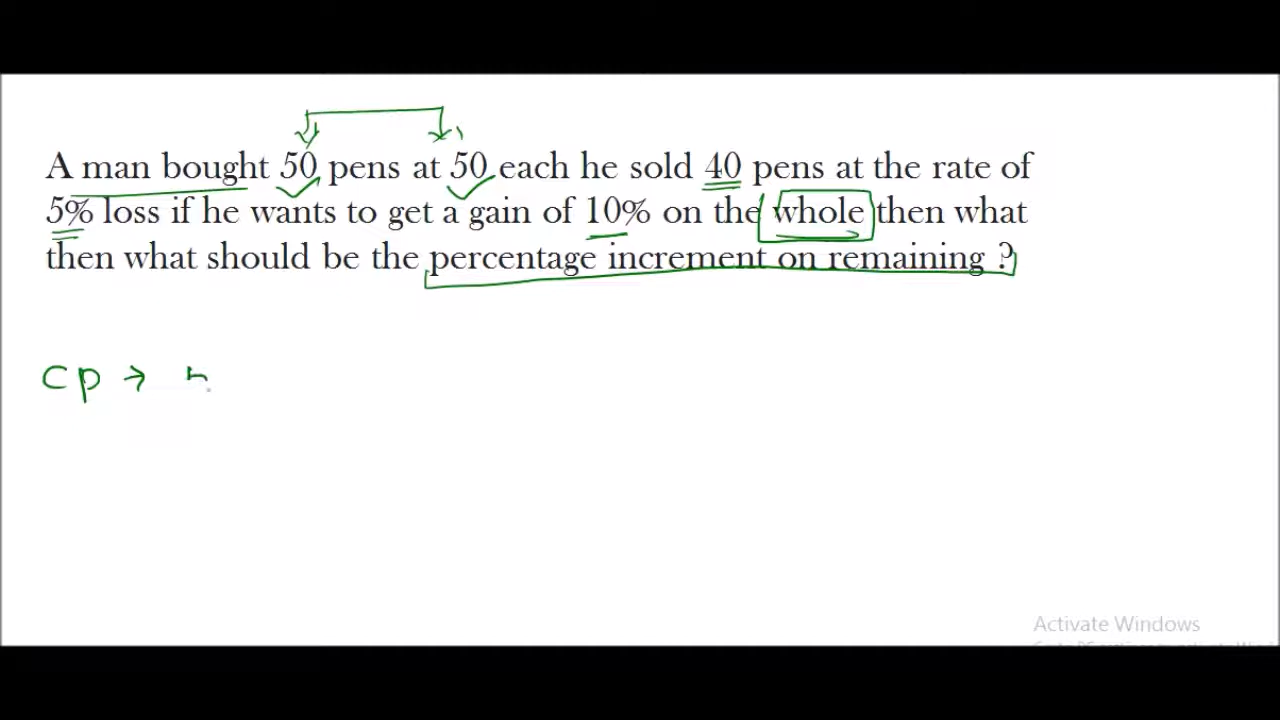 A man bought 50 pens at 50 each he sold 40 pens at the rate of
5% loss if he wants to get a gain of 10% on the whole then what
then what should be the percentage increment on remaining ?
CP →
Activate Windows